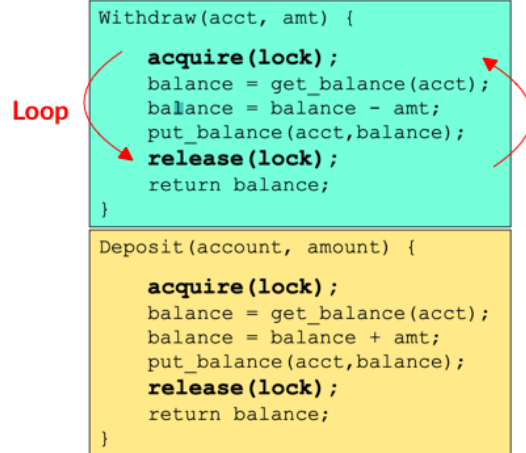 Withdraw(acct, amt) {
acquire(lock);
balance = get_balance(acct);
balance = balance - amt;
put_balance(acct,balance);
release(lock);
return balance;
}
Loop
Deposit(account, amount) {
acquire(lock);
balance = get_balance(acct);
balance = balance + amt;
put_balance(acct,balance);
release(lock);
return balance;
}